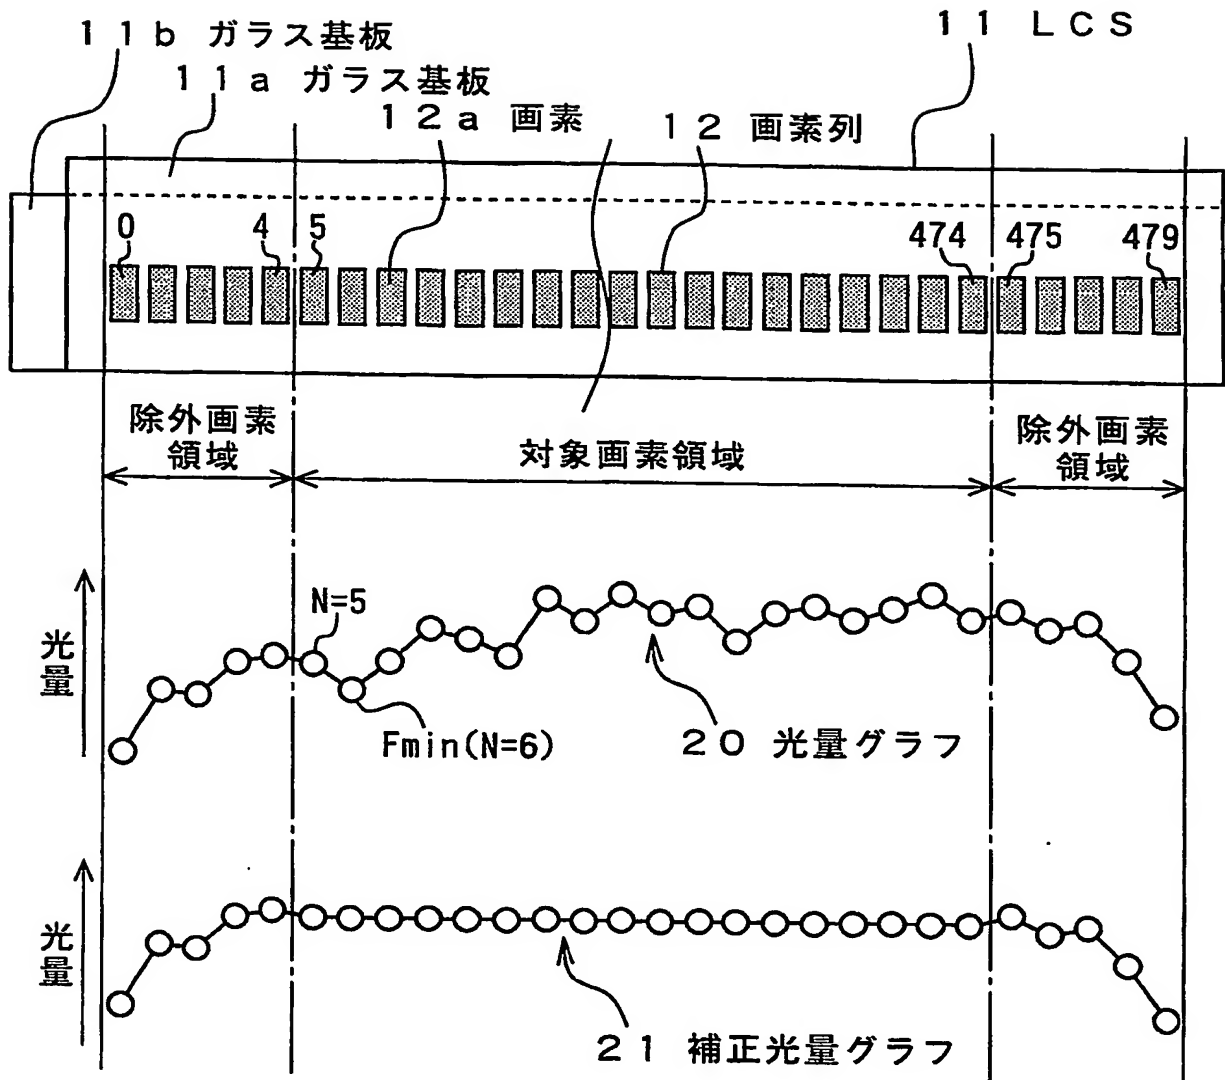 11b ガラス基板
11 LCS
11a ガラス基板
12a 画素
12 画素列
0
4
5
474
475
479
除外画素
領域
対象画素領域
除外画素
領域
光量
N=5
Fmin(N=6)
20 光量グラフ
光量
21 補正光量グラフ